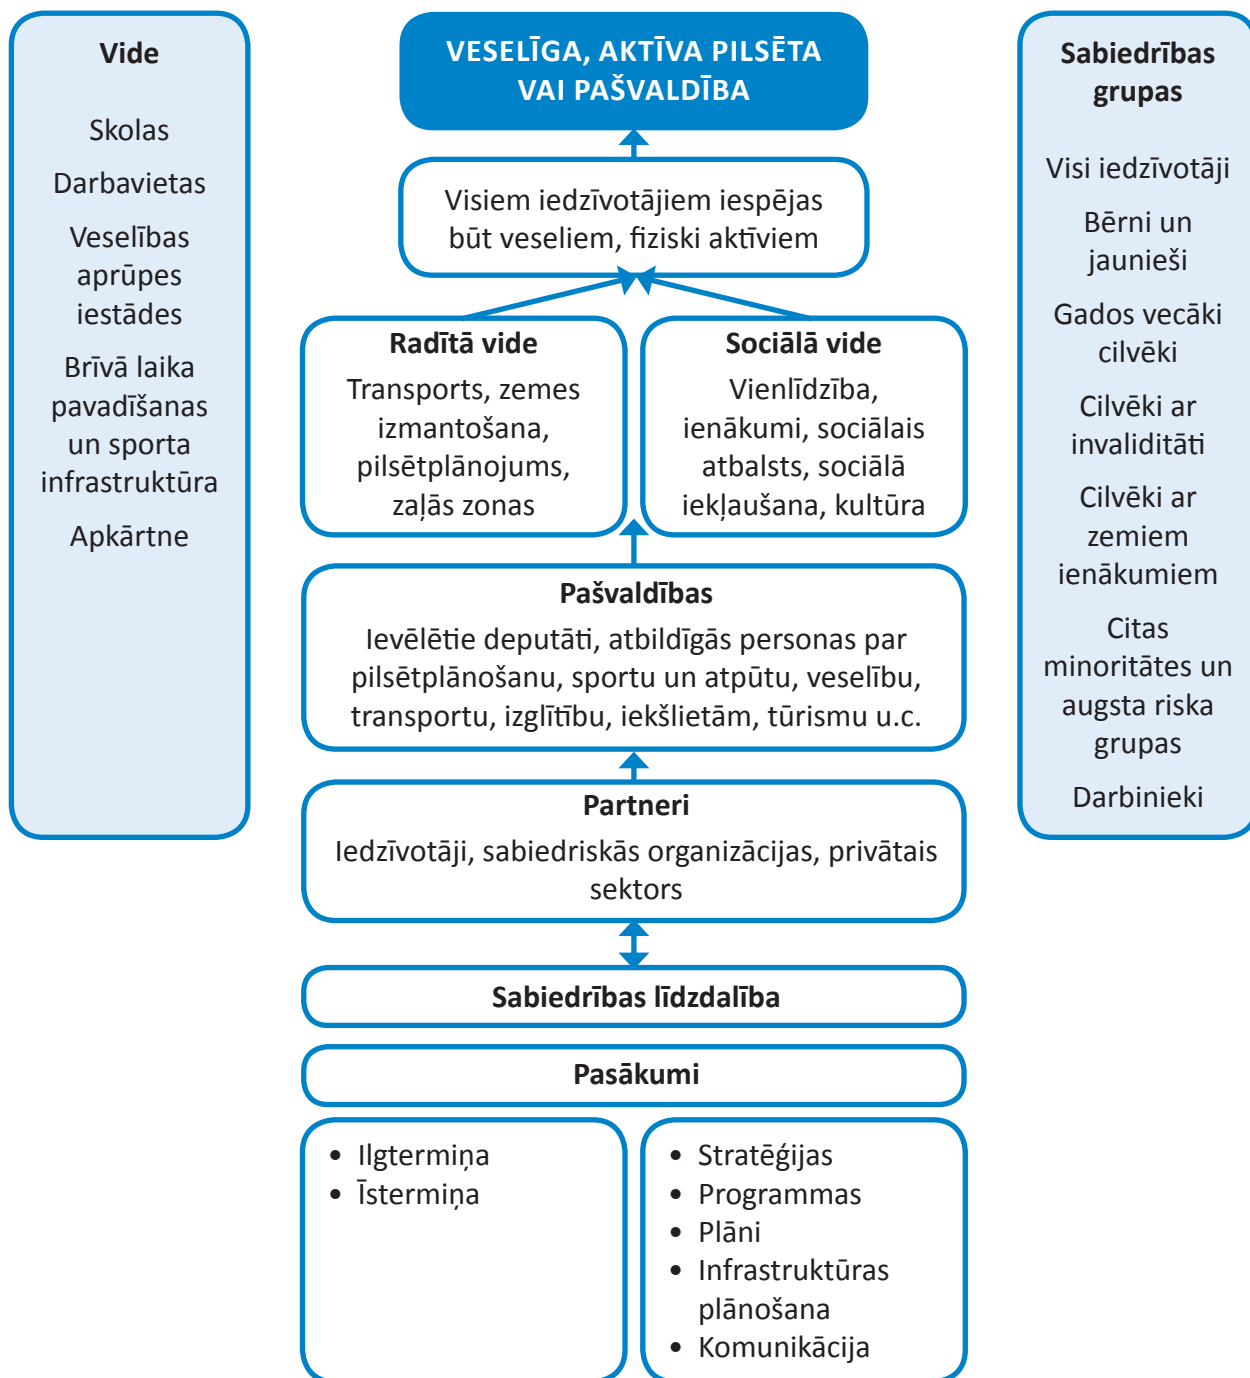 Vide
Skolas
Darbavietas
Veselības
aprūpes
iestādes
Brīvā laika
pavadīšanas
un sporta
infrastruktūra
Apkārtne
VESELĪGA, AKTĪVA PILSĒTA
VAI PAŠVALDĪBA
Visiem iedzīvotājiem iespējas
būt veseliem, fiziski aktīviem
Radītā vide
Transports, zemes
izmantošana,
pilsētplānojums,
zaļās zonas
Sociālā vide
Vienlīdzība,
ienākumi, sociālais
atbalsts, sociālā
iekļaušana, kultūra
Pašvaldības
Ievēlētie deputāti, atbildīgās personas par
pilsētplānošanu, sportu un atpūtu, veselību,
transportu, izglītību, iekšlietām, tūrismu u.c.
Partneri
Iedzīvotāji, sabiedriskās organizācijas, privātais
sektors
Sabiedrības līdzdalība
Pasākumi
• Ilgtermiņa
• Īstermiņa
• Stratēģijas
• Programmas
• Plāni
• Infrastruktūras
plānošana
• Komunikācija
Sabiedrības
grupas
Visi iedzīvotāji
Bērni un
jaunieši
Gados vecāki
cilvēki
Cilvēki ar
invaliditāti
Cilvēki ar
zemiem
ienākumiem
Citas
minoritātes un
augsta riska
grupas
Darbinieki